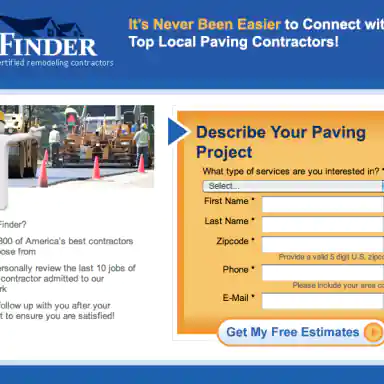 FINDER
ertified remodeling contractors
It's Never Been Easier to Connect wit
Top Local Paving Contractors!
Finder?
300 of America's best contractors
ose from
ersonally review the last 10 jobs of
contractor admitted to our
rk
follow up with you after your
t to ensure you are satisfied!
Describe Your Paving
Project
What type of services are you interested in? *
Select...
First Name *
Last Name *
Zipcode *
Provide a valid 5 digit U.S. zipco
Phone *
Please include your area co
E-Mail *
Get My Free Estimates